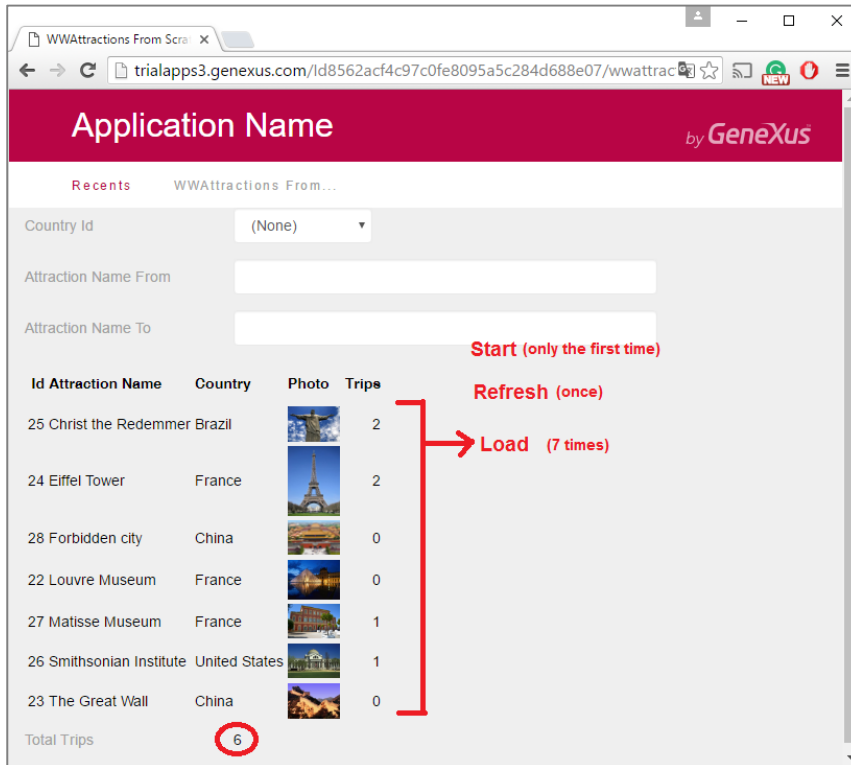 WWAttractions From Scra
trialapps3.genexus.com/Id8562acf4c97c0fe8095a5c284d688e07/wwattrac
NEW
Application Name
by GeneXus
Recents WWAttractions From...
Country Id (None)
Attraction Name From
Attraction Name To
Start (only the first time)
Id Attraction Name Country Photo Trips
Refresh (once)
25 Christ the Redemmer Brazil 2
Load (7 times)
24 Eiffel Tower France 2
28 Forbidden city China 0
22 Louvre Museum France 0
27 Matisse Museum France 1
26 Smithsonian Institute United States 1
23 The Great Wall China 0
Total Trips 6